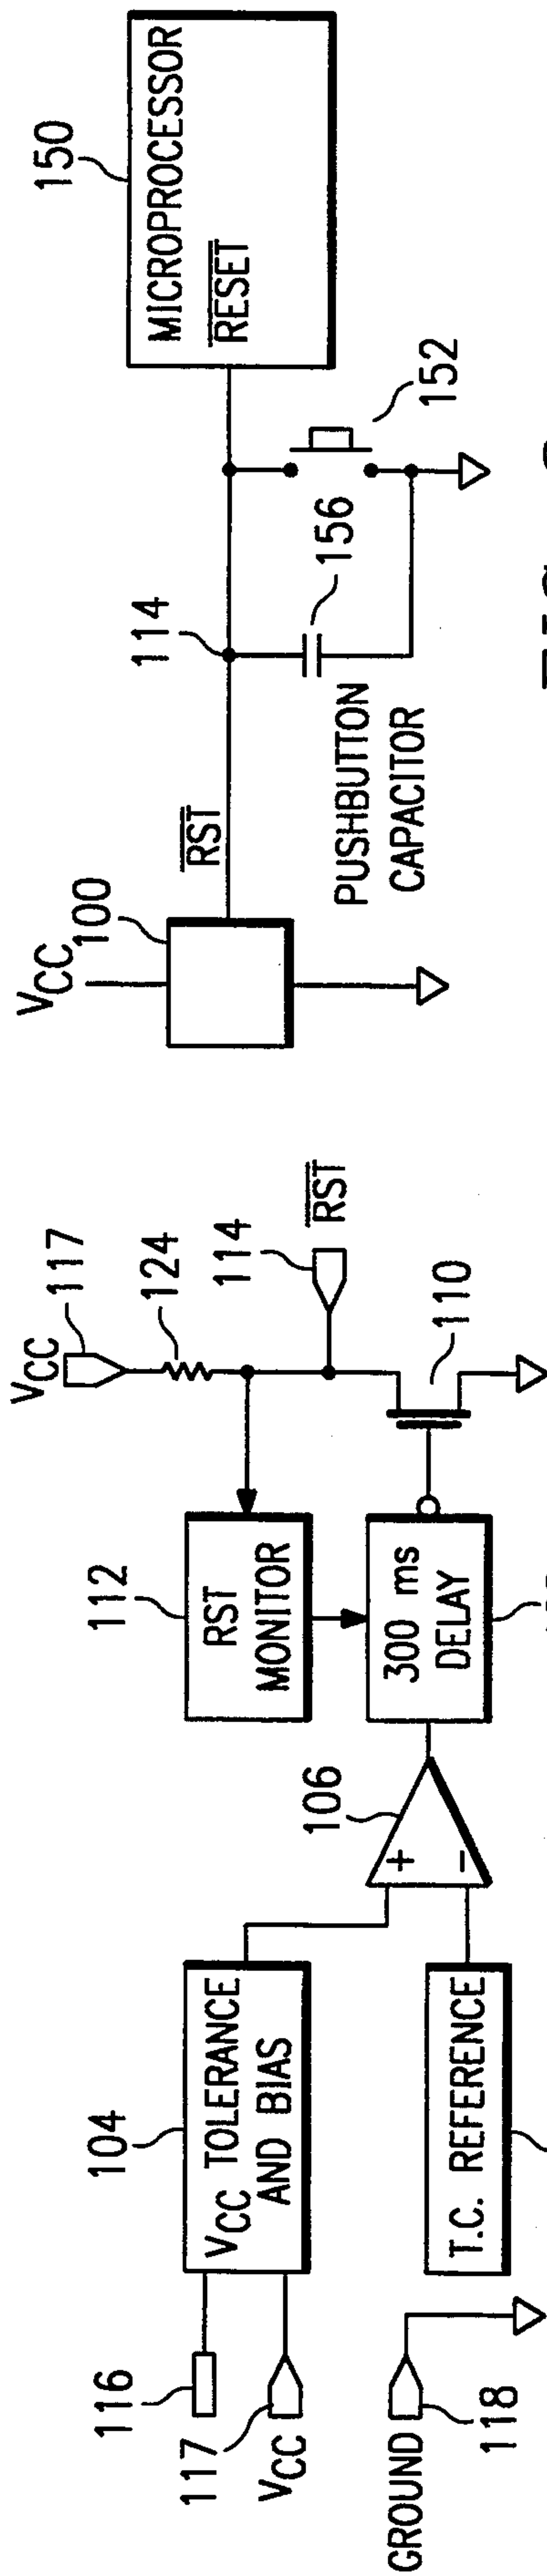 116
117
VCC
104
VCC TOLERANCE
AND BIAS
GROUND
118
T.C. REFERENCE
106
+
-
112
RST
MONITOR
300 ms
DELAY
VCC
117
124
114
RST
110
VCC
100
RST
114
PUSHBUTTON
CAPACITOR
156
152
150
MICROPROCESSOR
RESET